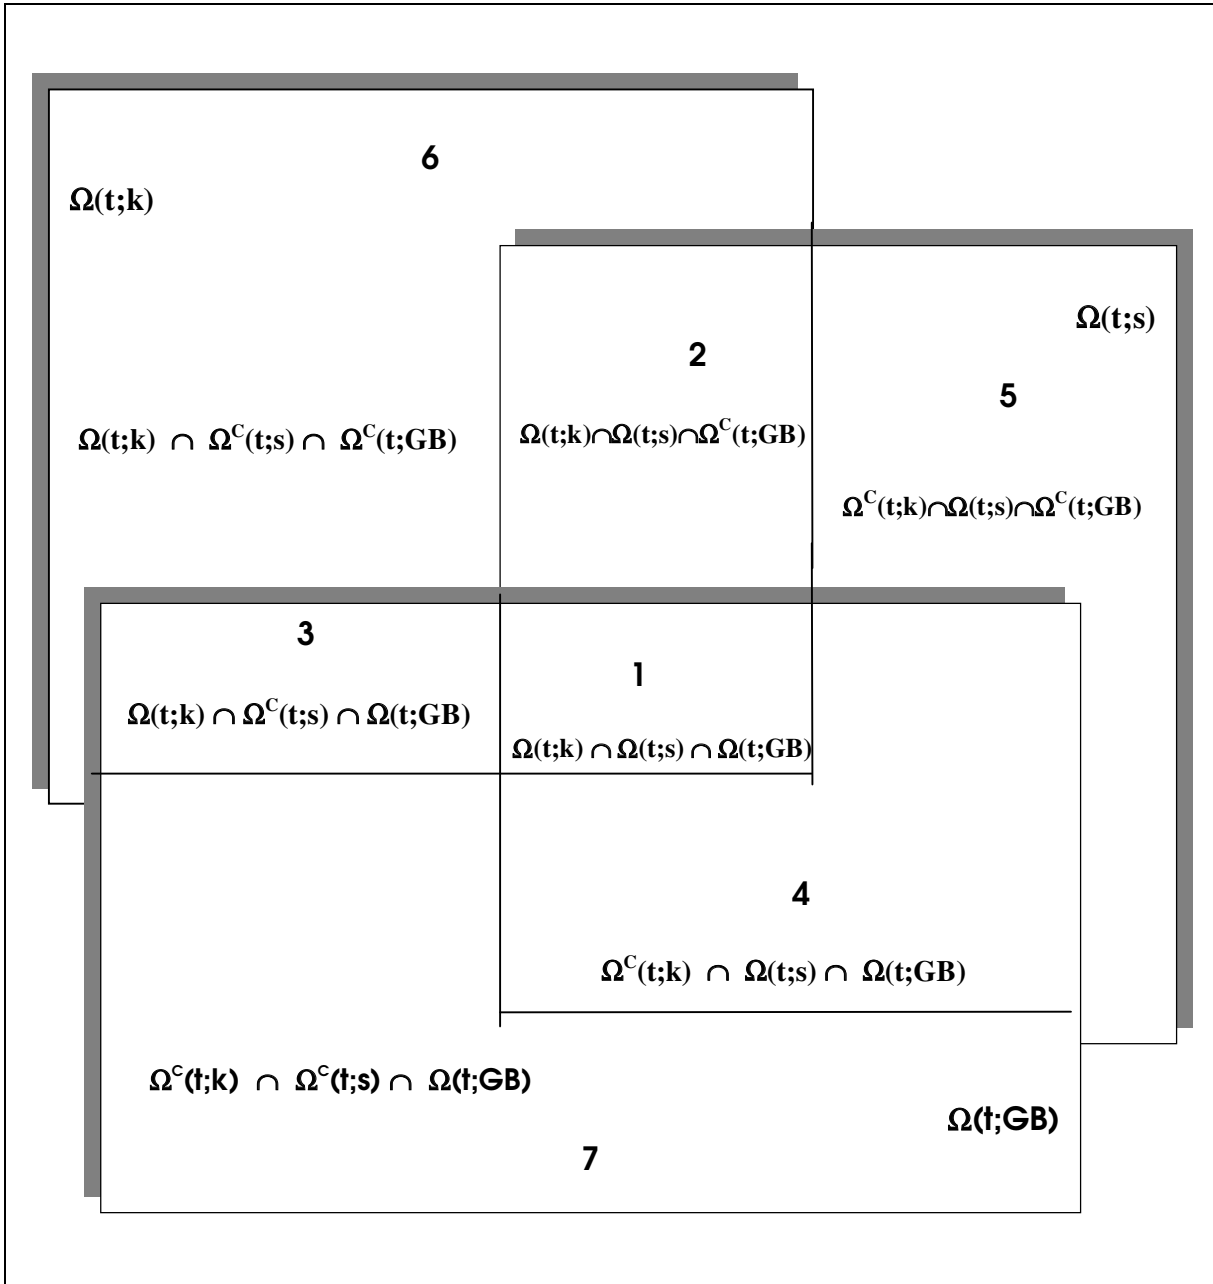 6
Ω(t;k)
Ω(t;s)
2
5
Ω(t;k) ∩ Ω^C(t;s) ∩ Ω^C(t;GB)
Ω(t;k)∩Ω(t;s)∩Ω^C(t;GB)
Ω^C(t;k)∩Ω(t;s)∩Ω^C(t;GB)
3
1
Ω(t;k) ∩ Ω^C(t;s) ∩ Ω(t;GB)
Ω(t;k) ∩ Ω(t;s) ∩ Ω(t;GB)
4
Ω^C(t;k) ∩ Ω(t;s) ∩ Ω(t;GB)
Ω^C(t;k) ∩ Ω^C(t;s) ∩ Ω(t;GB)
Ω(t;GB)
7